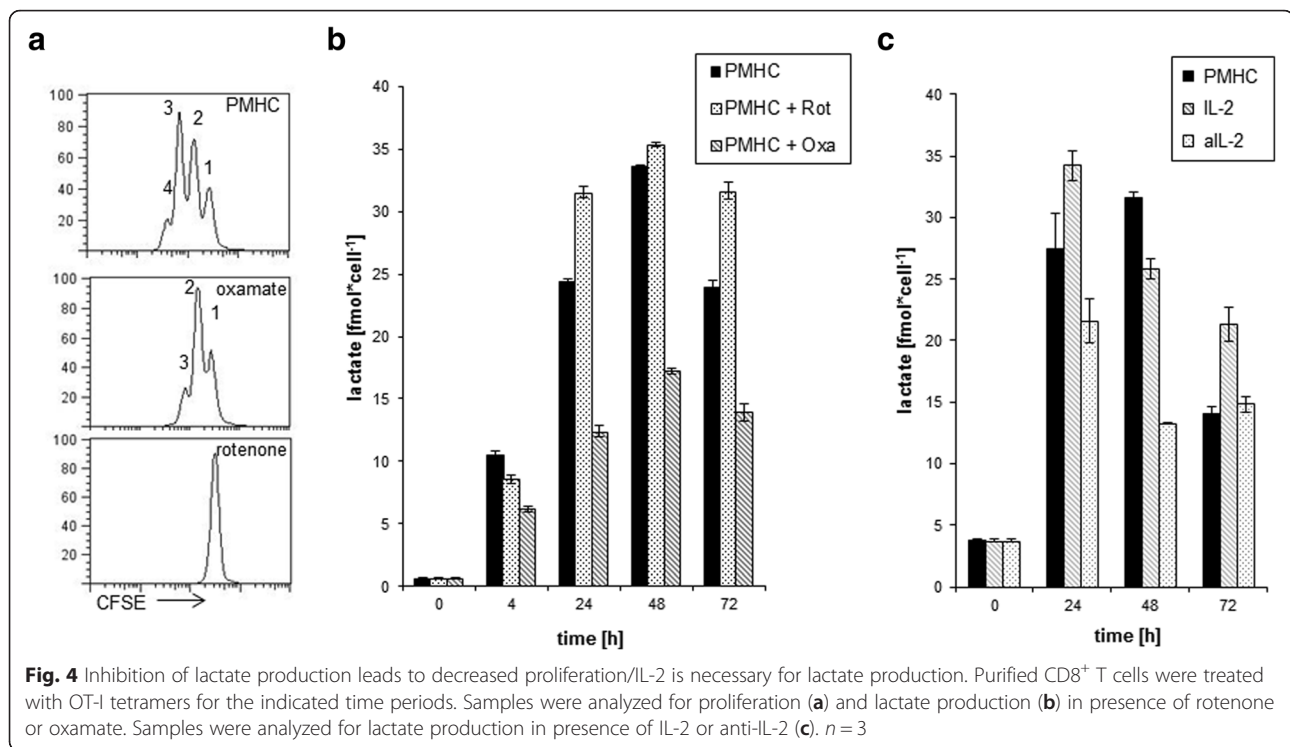 a
100
80
60
40
20
PMHC
3
2
1
4
100
80
60
40
20
oxamate
2
1
3
100
80
60
40
20
rotenone
CFSE
b
PMHC
PMHC + Rot
PMHC + Oxa
40
35
30
25
20
15
10
5
0
lactate [fmol*cell-1]
0 4 24 48 72
time [h]
c
PMHC
IL-2
aIL-2
40
35
30
25
20
15
10
5
0
lactate [fmol*cell-1]
0 24 48 72
time [h]
Fig. 4 Inhibition of lactate production leads to decreased proliferation/IL-2 is necessary for lactate production. Purified CD8+ T cells were treated
with OT-I tetramers for the indicated time periods. Samples were analyzed for proliferation (a) and lactate production (b) in presence of rotenone
or oxamate. Samples were analyzed for lactate production in presence of IL-2 or anti-IL-2 (c). n = 3